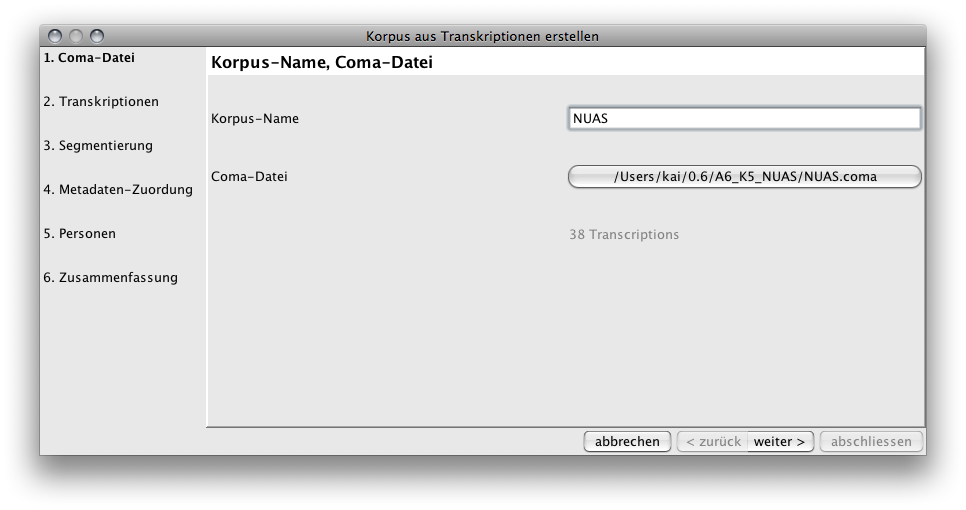 Korpus aus Transkriptionen erstellen
1. Coma-Datei
2. Transkriptionen
3. Segmentierung
4. Metadaten-Zuordung
5. Personen
6. Zusammenfassung
Korpus-Name, Coma-Datei
Korpus-Name NUAS
Coma-Datei /Users/kai/0.6/A6_K5_NUAS/NUAS.coma
38 Transcriptions
abbrechen < zurück weiter > abschliessen